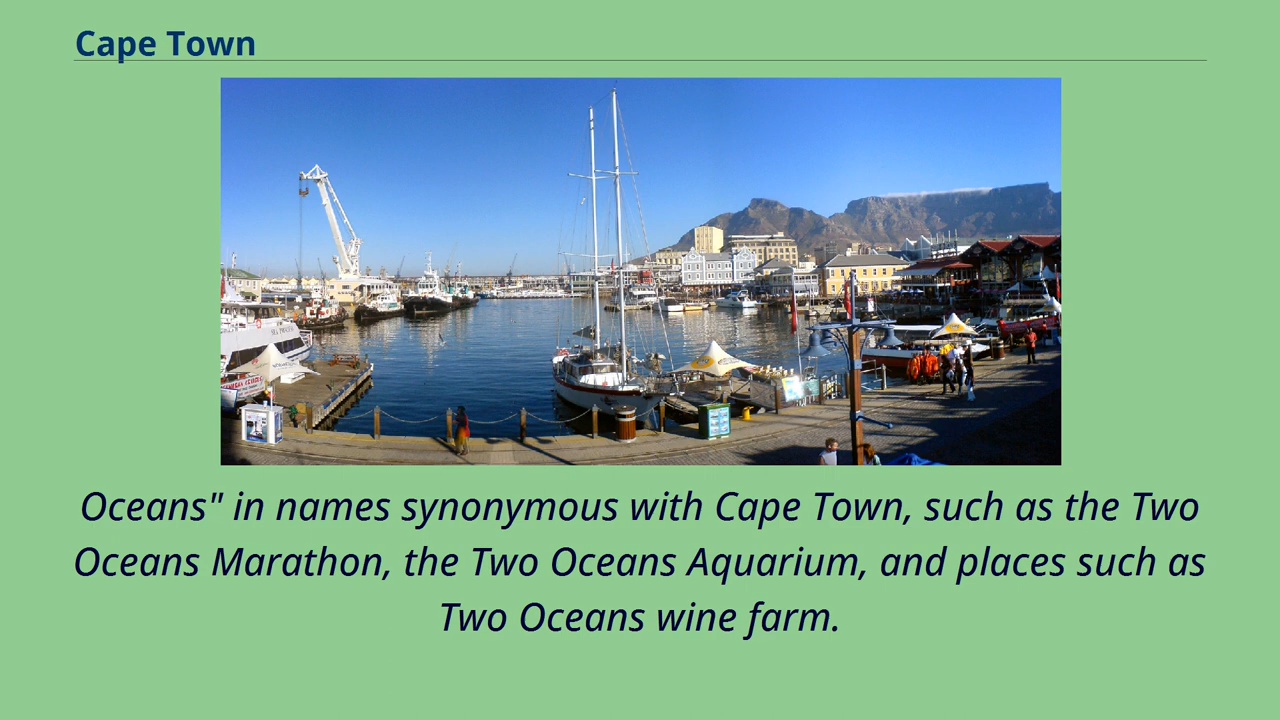 Cape Town
Oceans" in names synonymous with Cape Town, such as the Two
Oceans Marathon, the Two Oceans Aquarium, and places such as
Two Oceans wine farm.